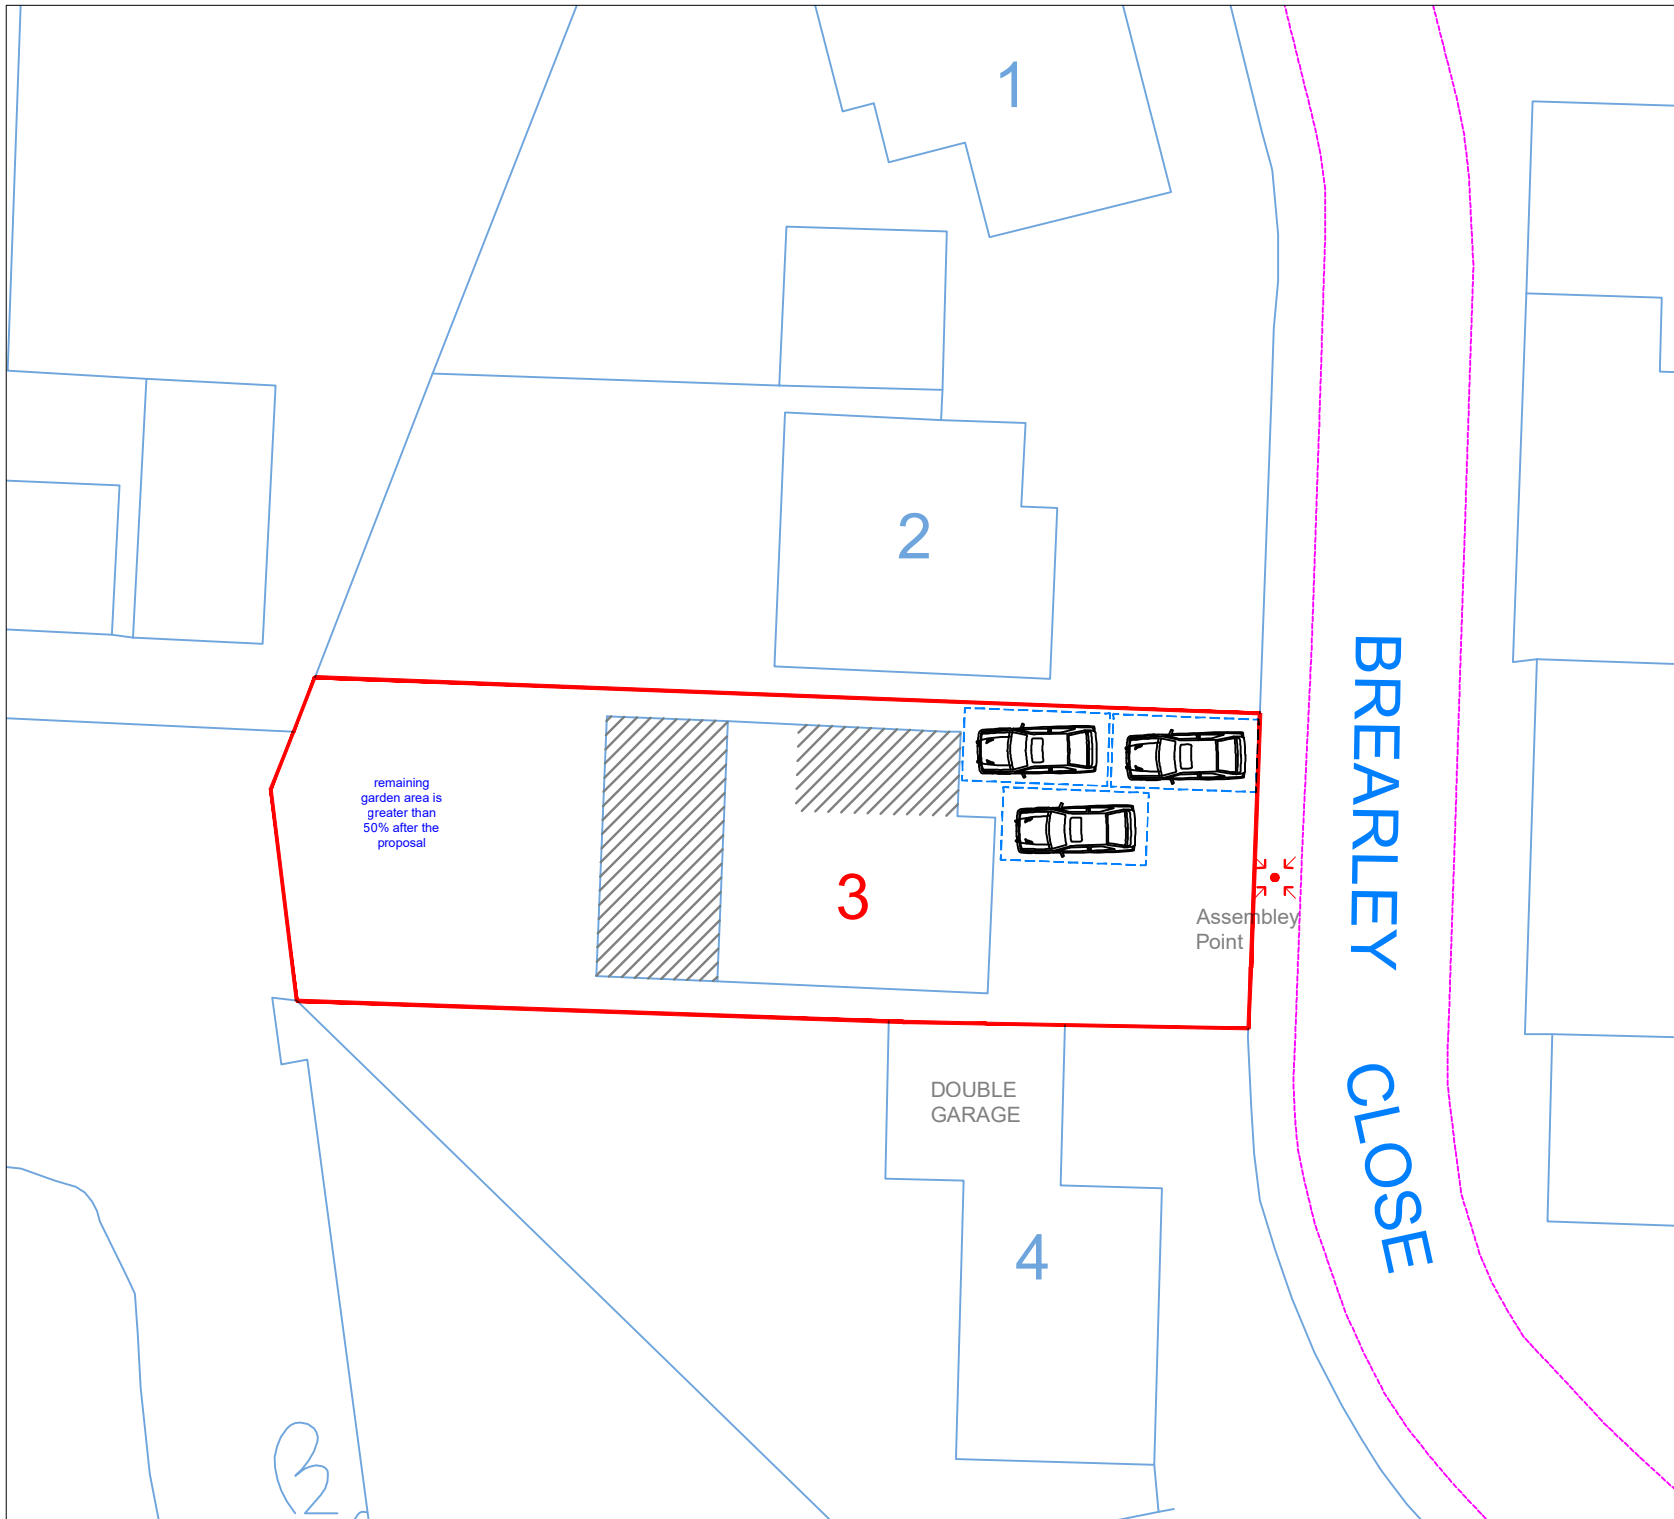 1
2
remaining
garden area is
greater than
50% after the
proposal
3
Assembley
Point
BREARLEY CLOSE
DOUBLE
GARAGE
4